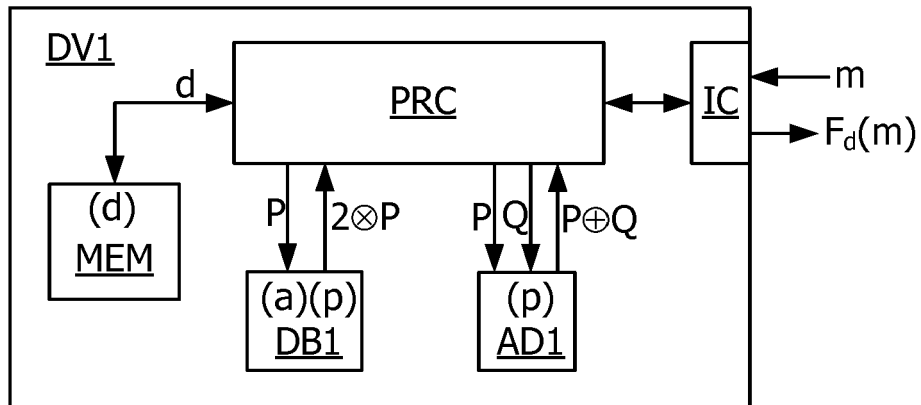 DV1
d
PRC
IC
m
F_d(m)
(d)
MEM
P
2⊗P
P
Q
P⊕Q
(a)(p)
DB1
(p)
AD1